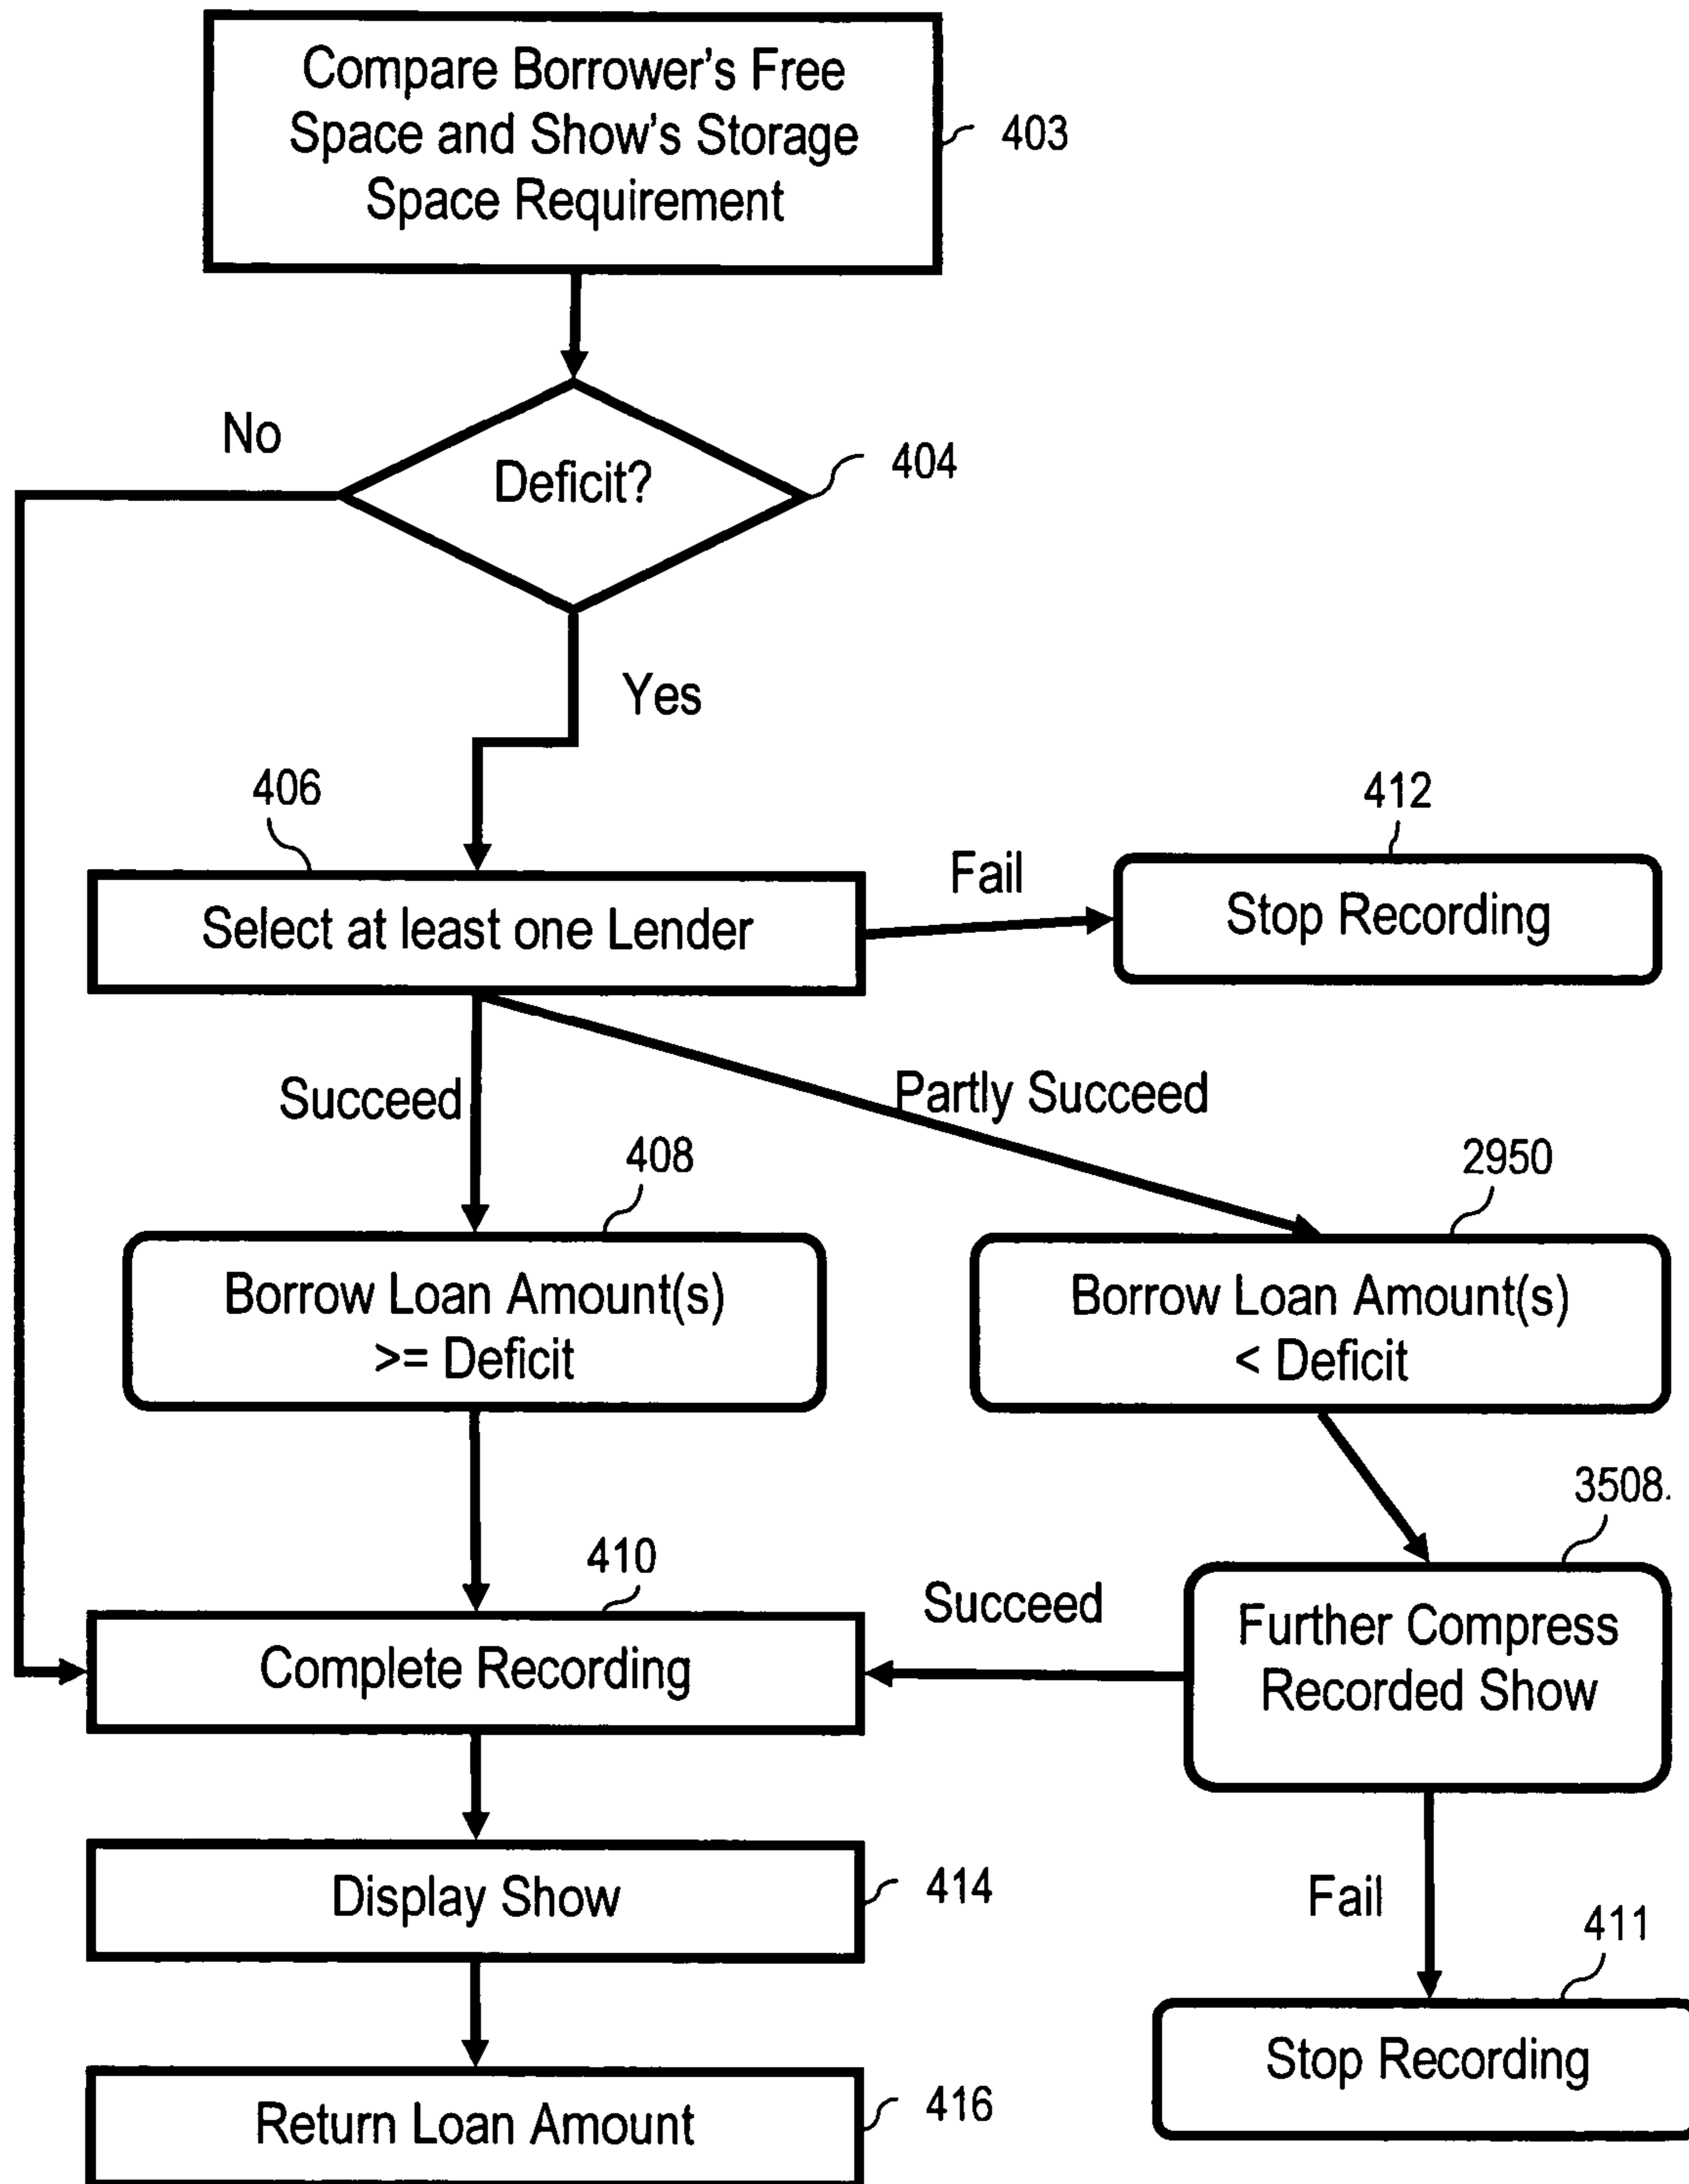 Compare Borrower's Free
Space and Show's Storage
Space Requirement
403
No
Deficit?
404
Yes
406
412
Select at least one Lender
Fail
Stop Recording
Succeed
Partly Succeed
408
2950
Borrow Loan Amount(s)
>= Deficit
Borrow Loan Amount(s)
< Deficit
3508.
410
Succeed
Complete Recording
Further Compress
Recorded Show
Display Show
414
Fail
411
Stop Recording
Return Loan Amount
416